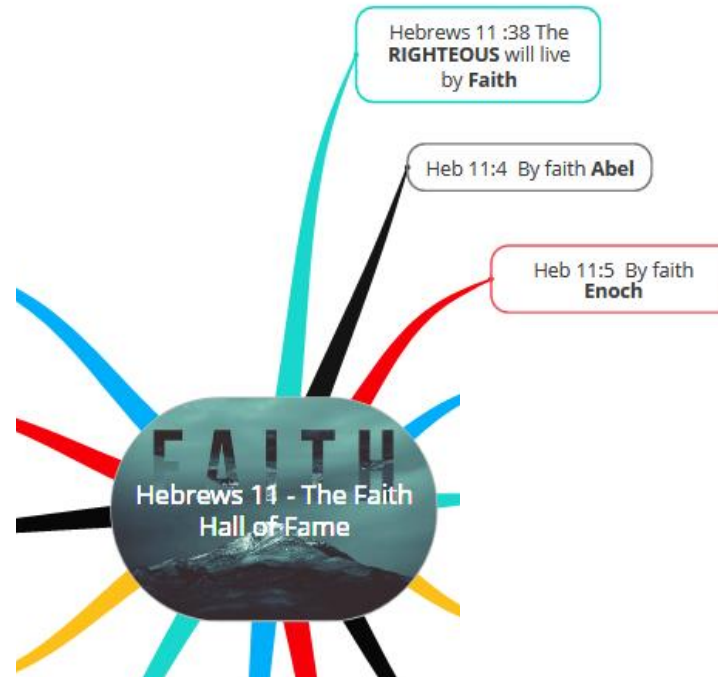 Hebrews 11 :38 The
RIGHTEOUS will live
by Faith
Heb 11:4  By faith Abel
Heb 11:5  By faith
Enoch
FAITH
Hebrews 11 - The Faith
Hall of Fame